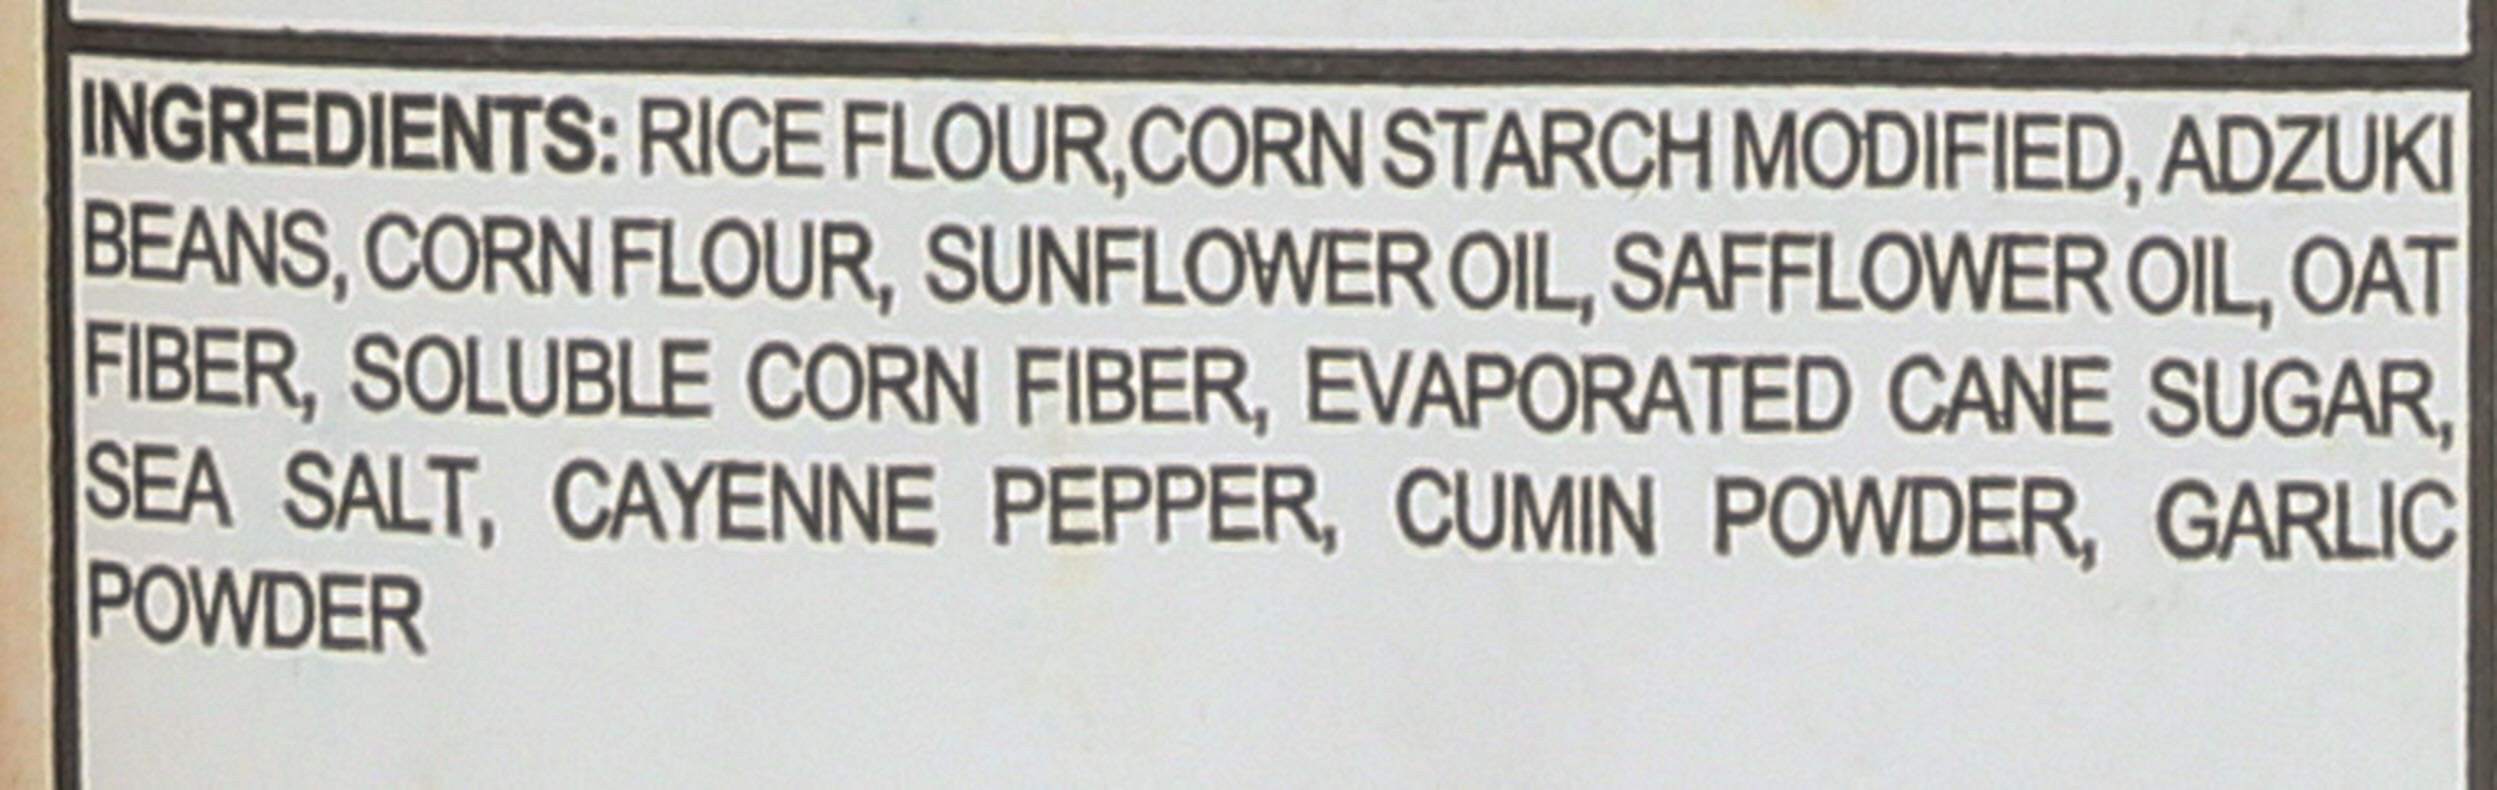 INGREDIENTS: RICE FLOUR,CORN STARCH MODIFIED, ADZUKI
BEANS, CORN FLOUR, SUNFLOWER OIL, SAFFLOWER OIL, OAT
FIBER, SOLUBLE CORN FIBER, EVAPORATED CANE SUGAR,
SEA SALT, CAYENNE PEPPER, CUMIN POWDER, GARLIC
POWDER